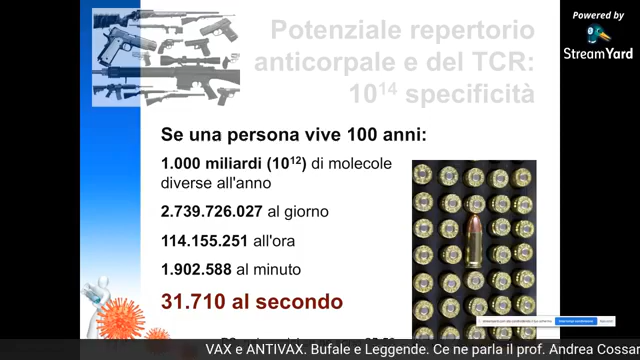 Powered by
StreamYard
Potenziale repertorio
anticorpale e del TCR:
10¹⁴ specificità
Se una persona vive 100 anni:
1.000 miliardi (10¹²) di molecole
diverse all'anno
2.739.726.027 al giorno
114.155.251 all'ora
1.902.588 al minuto
31.710 al secondo
VAX e ANTIVAX. Bufale e Leggende. Ce ne parla il prof. Andrea Cossar